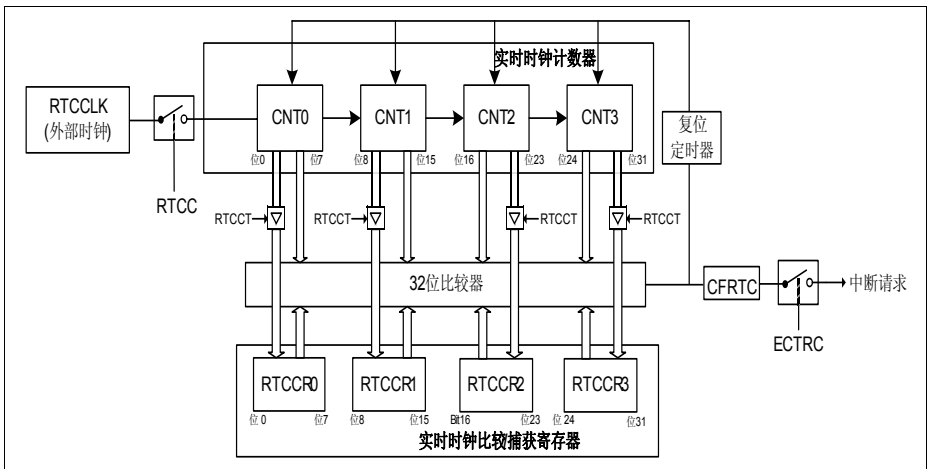 实时时钟计数器
RTCCLK
(外部时钟)
CNT0
CNT1
CNT2
CNT3
复位
定时器
位0
位7
位8
位15
位16
位23
位24
位31
RTCC
RTCCT
RTCCT
RTCCT
RTCCT
32位比较器
CFRTC
中断请求
ECTRC
RTCCR0
RTCCR1
RTCCR2
RTCCR3
位 0
位7
位8
位15
Bit16
位23
位 24
位31
实时时钟比较捕获寄存器